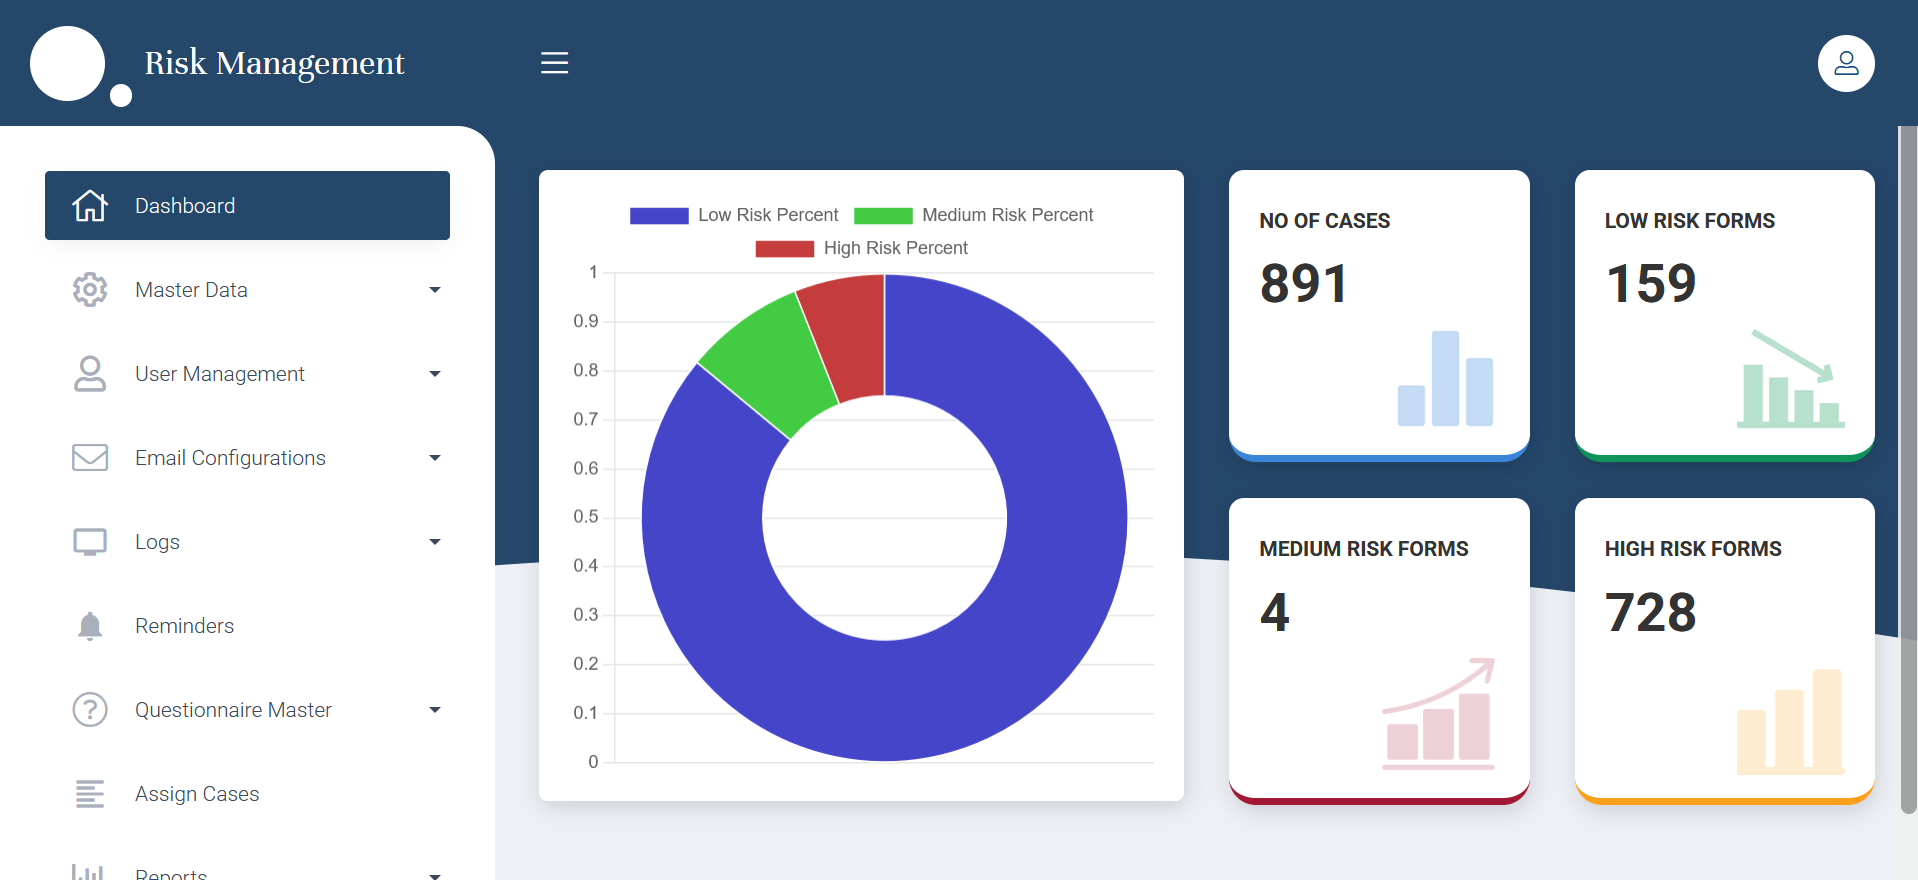 Risk Management
Dashboard
Master Data
User Management
Email Configurations
Logs
Reminders
Questionnaire Master
Assign Cases
Reports
Low Risk Percent Medium Risk Percent
High Risk Percent
1
0.9
0.8
0.7
0.6
0.5
0.4
0.3
0.2
0.1
0
NO OF CASES
891
LOW RISK FORMS
159
MEDIUM RISK FORMS
4
HIGH RISK FORMS
728